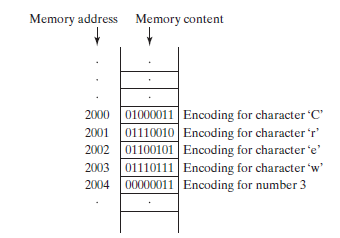 Memory address Memory content
.
.
.
2000 01000011 Encoding for character ‘C’
2001 01110010 Encoding for character ‘r’
2002 01100101 Encoding for character ‘e’
2003 01110111 Encoding for character ‘w’
2004 00000011 Encoding for number 3
. .